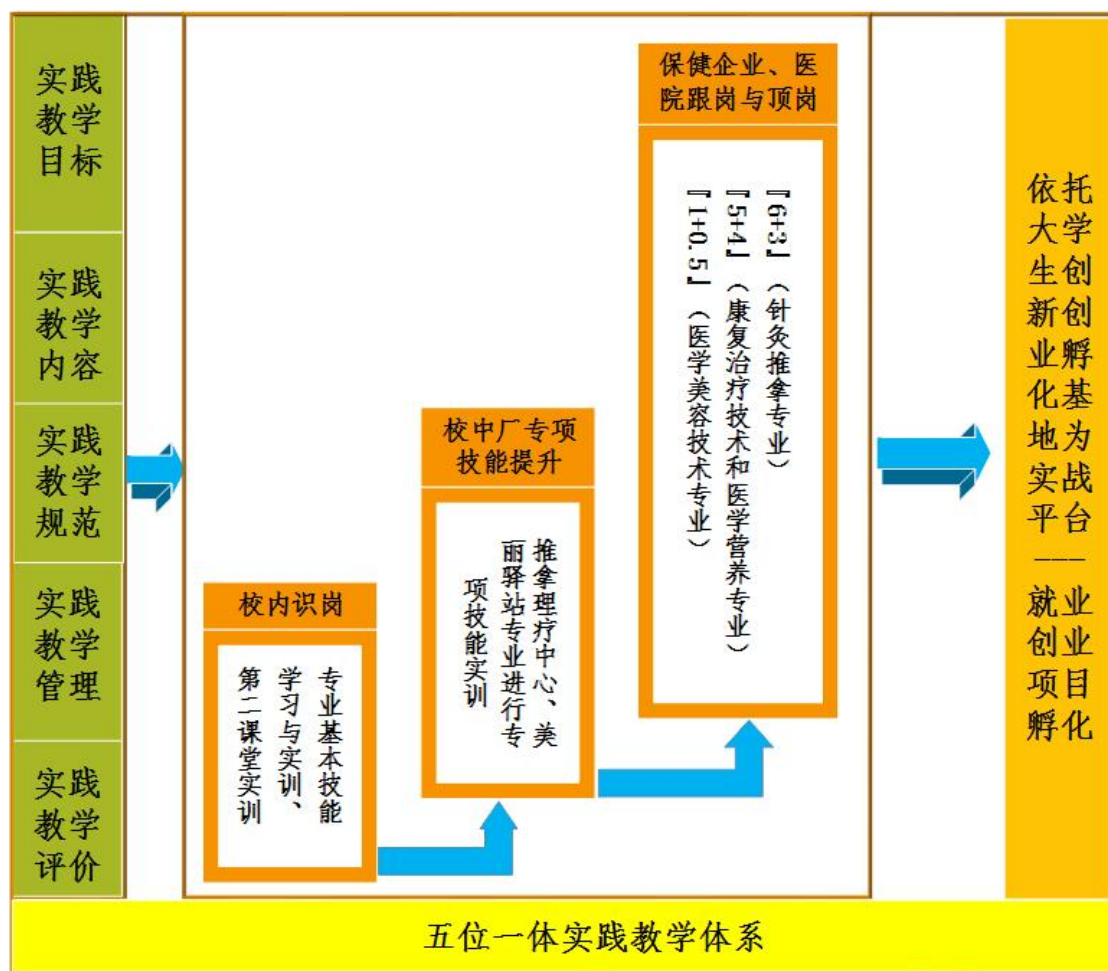 实践
教学
目标
实践
教学
内容
实践
教学
规范
实践
教学
管理
实践
教学
评价
校内识岗
专业基本技能
学习与实训、
第二课堂实训
校中厂专项
技能提升
推拿理疗中心、美
丽驿站专业进行专
项技能实训
保健企业、医
院跟岗与顶岗
『6+3』（针灸推拿专业）
『5+4』（康复治疗技术和医学营养专业）
『1+0.5』（医学美容技术专业）
依托
大学
生创
新创
业孵
化基
地为
实战
平台
———
就业
创业
项目
孵化
五位一体实践教学体系